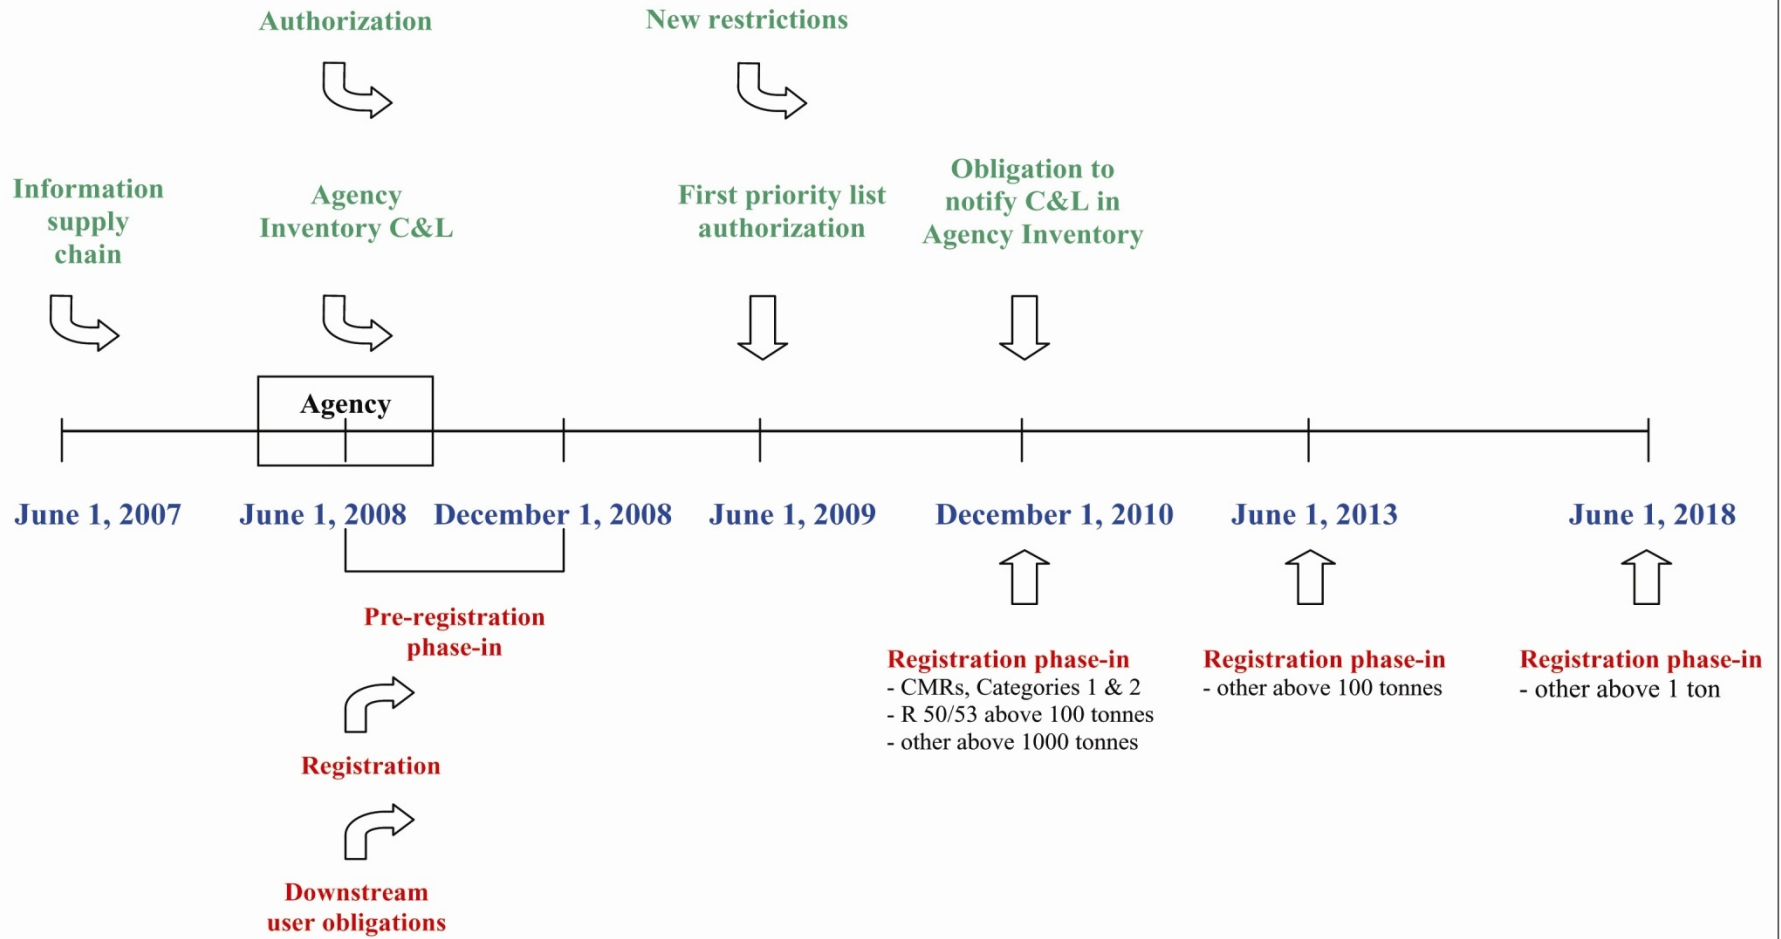 Authorization
New restrictions
Information
supply
chain
Agency
Inventory C&L
First priority list
authorization
Obligation to
notify C&L in
Agency Inventory
Agency
June 1, 2007
June 1, 2008
December 1, 2008
June 1, 2009
December 1, 2010
June 1, 2013
June 1, 2018
Pre-registration
phase-in
Registration
Downstream
user obligations
Registration phase-in
- CMRs, Categories 1 & 2
- R 50/53 above 100 tonnes
- other above 1000 tonnes
Registration phase-in
- other above 100 tonnes
Registration phase-in
- other above 1 ton